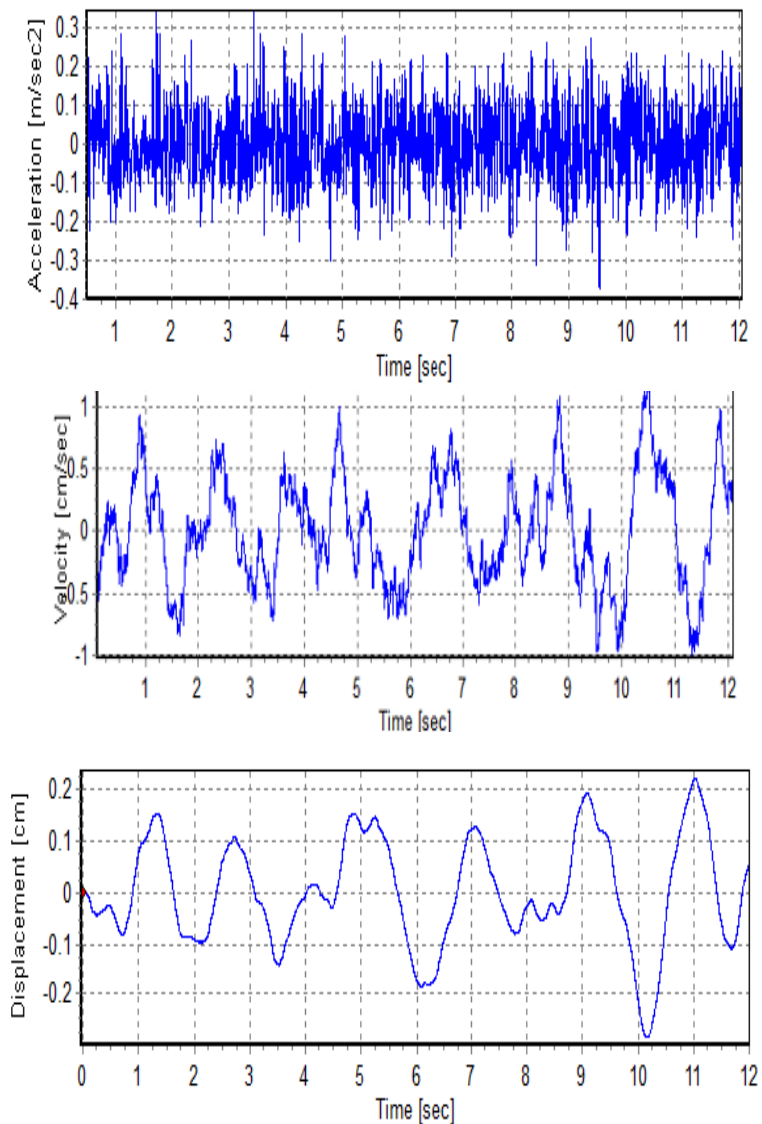 Acceleration [m/sec2]
0.3
0.2
0.1
0
-0.1
-0.2
-0.3
-0.4
1 2 3 4 5 6 7 8 9 10 11 12
Time [sec]
Velocity [cm/sec]
1
0.5
0
-0.5
-1
1 2 3 4 5 6 7 8 9 10 11 12
Time [sec]
Displacement [cm]
0.2
0.1
0
-0.1
-0.2
0 1 2 3 4 5 6 7 8 9 10 11 12
Time [sec]